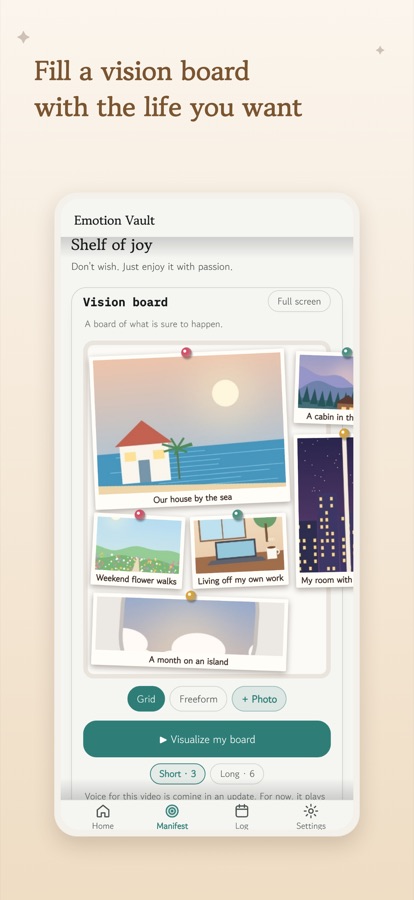 Fill a vision board
with the life you want
Emotion Vault
Shelf of joy
Don't wish. Just enjoy it with passion.
Vision board
Full screen
A board of what is sure to happen.
Our house by the sea
A cabin in th
Weekend flower walks
Living off my own work
My room with
A month on an island
Grid
Freeform
+ Photo
▶ Visualize my board
Short · 3
Long · 6
Voice for this video is coming in an update. For now, it plays
Home
Manifest
Log
Settings